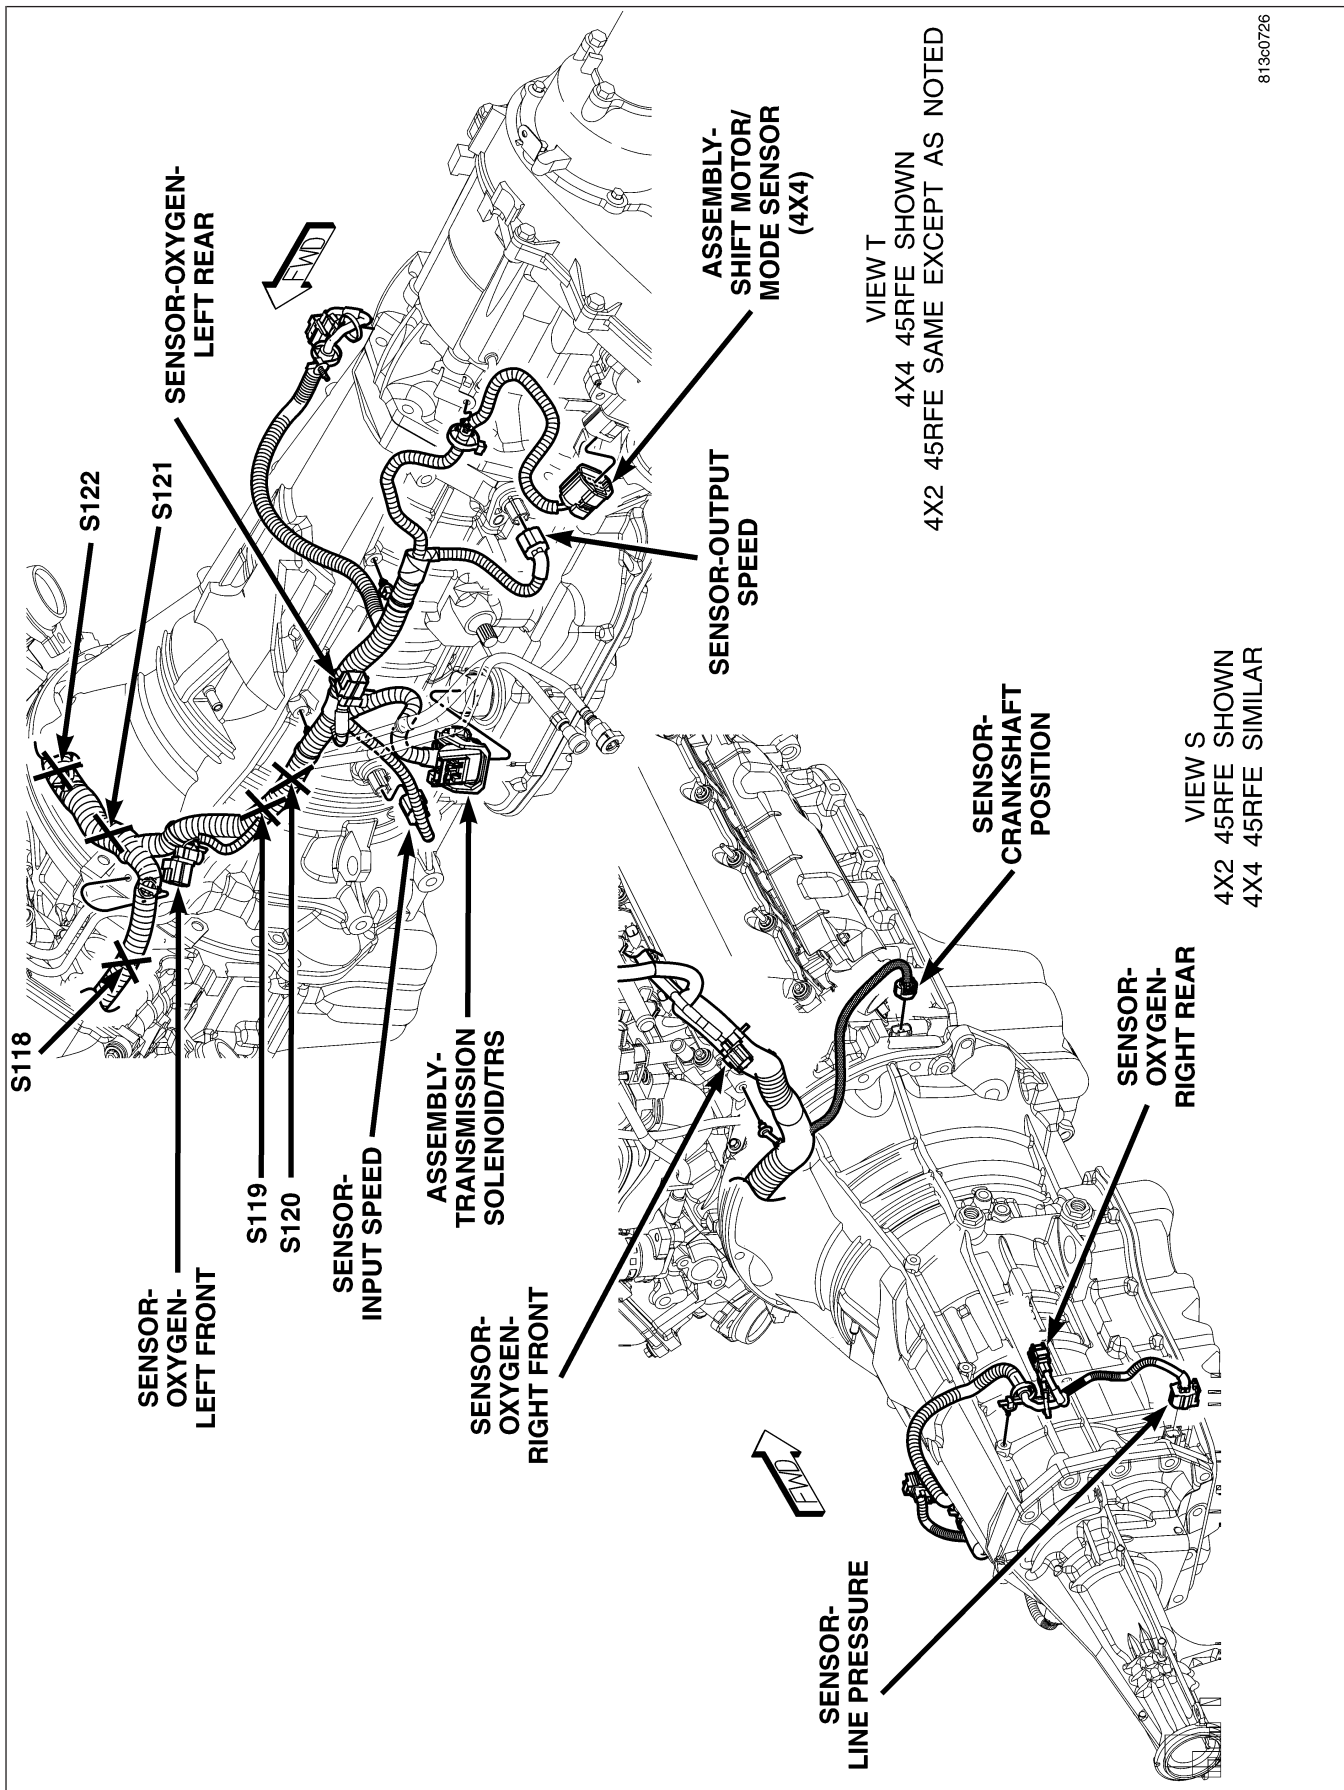 S118
S122
S121
SENSOR-OXYGEN-
LEFT REAR
FWD
SENSOR-
OXYGEN-
LEFT FRONT
S119
S120
SENSOR-
INPUT SPEED
ASSEMBLY-
TRANSMISSION
SOLENOID/TRS
SENSOR-OUTPUT
SPEED
ASSEMBLY-
SHIFT MOTOR/
MODE SENSOR
(4X4)
VIEW T
4X4 45RFE SHOWN
4X2 45RFE SAME EXCEPT AS NOTED
SENSOR-
OXYGEN-
RIGHT FRONT
FWD
SENSOR-
CRANKSHAFT
POSITION
SENSOR-
LINE PRESSURE
SENSOR-
OXYGEN-
RIGHT REAR
VIEW S
4X2 45RFE SHOWN
4X4 45RFE SIMILAR
813c0726